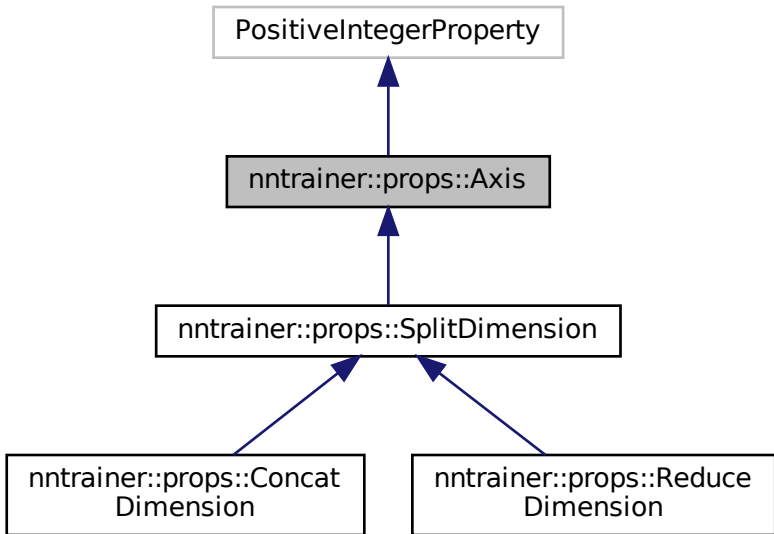 PositiveIntegerProperty
nntrainer::props::Axis
nntrainer::props::SplitDimension
nntrainer::props::Concat
Dimension
nntrainer::props::Reduce
Dimension